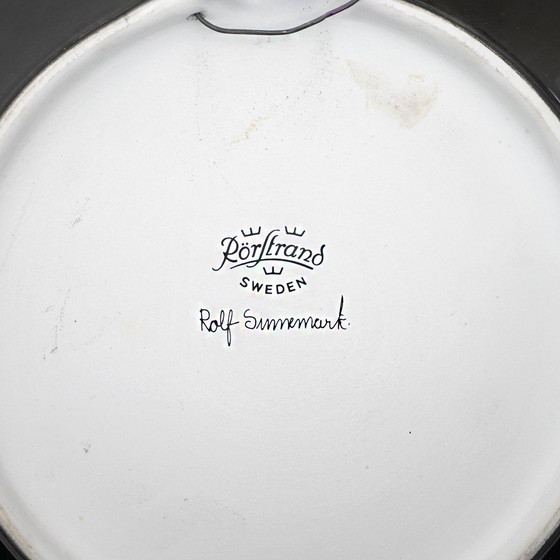 Rörstrand
SWEDEN
Rolf Sinnemark.